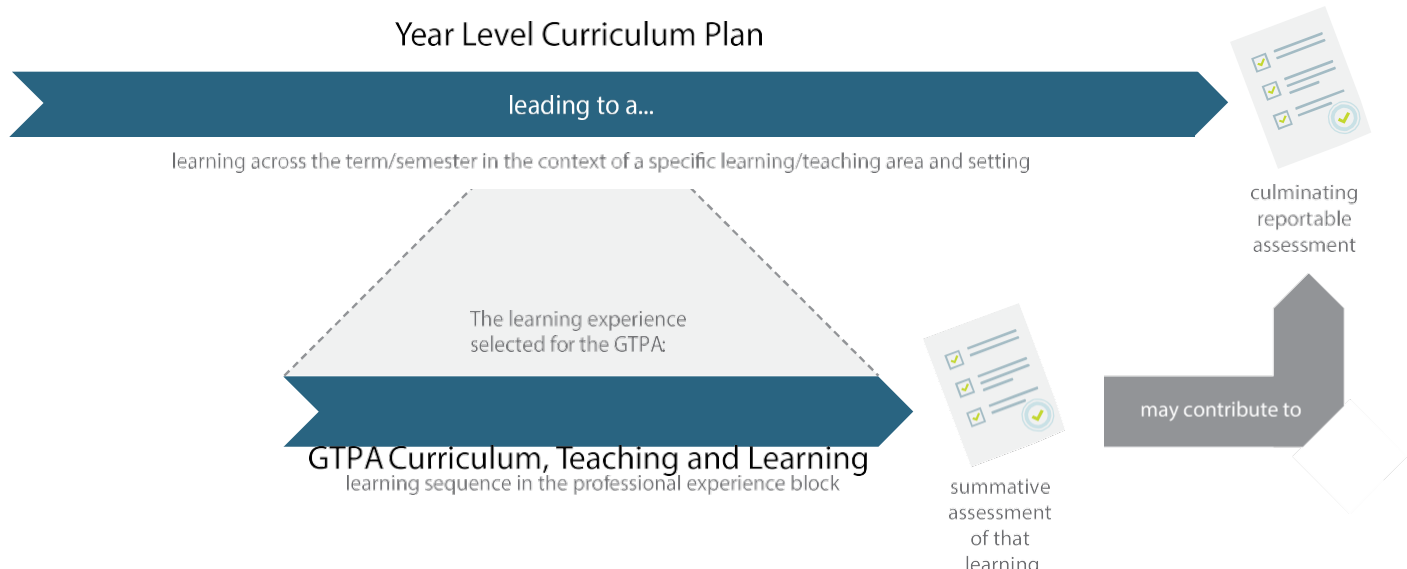 Year Level Curriculum Plan
leading to a...
learning across the term/semester in the context of a specific learning/teaching area and setting
culminating
reportable
assessment
The learning experience
selected for the GTPA:
may contribute to
GTPA Curriculum, Teaching and Learning
learning sequence in the professional experience block
summative
assessment
of that
learning